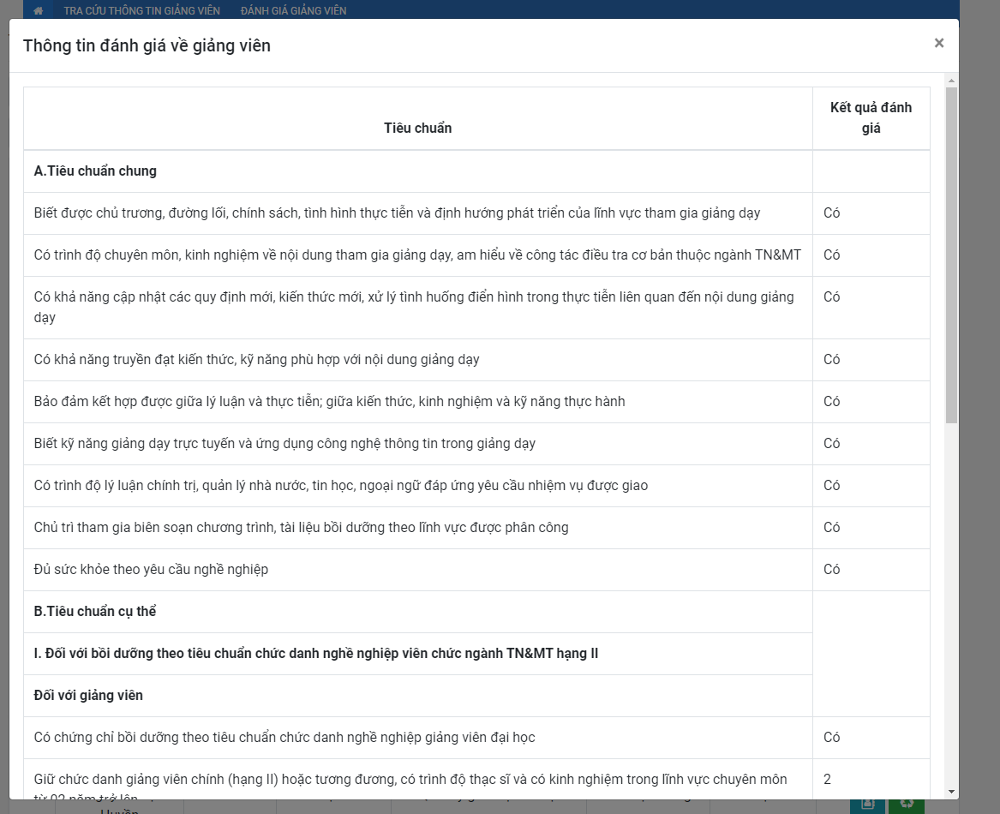 TRA CỨU THÔNG TIN GIẢNG VIÊN ĐÁNH GIÁ GIẢNG VIÊN
Thông tin đánh giá về giảng viên ×
Tiêu chuẩn Kết quả đánh giá
A.Tiêu chuẩn chung
Biết được chủ trương, đường lối, chính sách, tình hình thực tiễn và định hướng phát triển của lĩnh vực tham gia giảng dạy Có
Có trình độ chuyên môn, kinh nghiệm về nội dung tham gia giảng dạy, am hiểu về công tác điều tra cơ bản thuộc ngành TN&MT Có
Có khả năng cập nhật các quy định mới, kiến thức mới, xử lý tình huống điển hình trong thực tiễn liên quan đến nội dung giảng Có
dạy
Có khả năng truyền đạt kiến thức, kỹ năng phù hợp với nội dung giảng dạy Có
Bảo đảm kết hợp được giữa lý luận và thực tiễn; giữa kiến thức, kinh nghiệm và kỹ năng thực hành Có
Biết kỹ năng giảng dạy trực tuyến và ứng dụng công nghệ thông tin trong giảng dạy Có
Có trình độ lý luận chính trị, quản lý nhà nước, tin học, ngoại ngữ đáp ứng yêu cầu nhiệm vụ được giao Có
Chủ trì tham gia biên soạn chương trình, tài liệu bồi dưỡng theo lĩnh vực được phân công Có
Đủ sức khỏe theo yêu cầu nghề nghiệp Có
B.Tiêu chuẩn cụ thể
I. Đối với bồi dưỡng theo tiêu chuẩn chức danh nghề nghiệp viên chức ngành TN&MT hạng II
Đối với giảng viên
Có chứng chỉ bồi dưỡng theo tiêu chuẩn chức danh nghề nghiệp giảng viên đại học Có
Giữ chức danh giảng viên chính (hạng II) hoặc tương đương, có trình độ thạc sĩ và có kinh nghiệm trong lĩnh vực chuyên môn 2
từ 02 năm trở lên